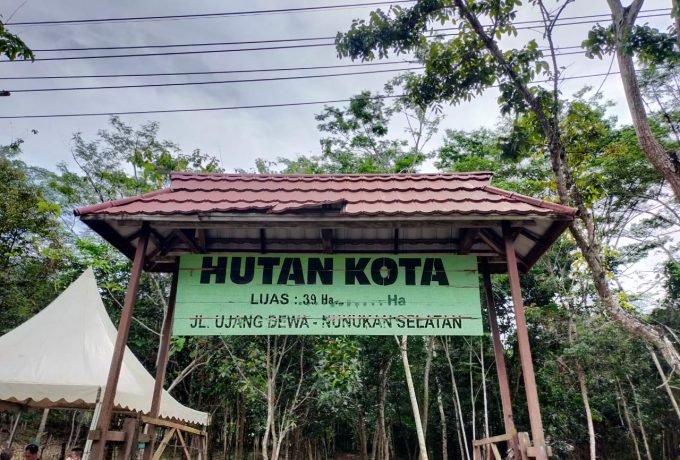 HUTAN KOTA
LUAS : .39 Ha........... Ha
JL. UJANG DEWA - NUNUKAN SELATAN